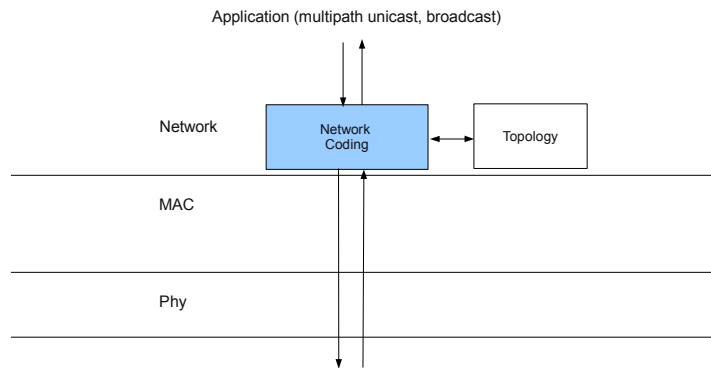 Application (multipath unicast, broadcast)
Network
Network
Coding
Topology
MAC
Phy